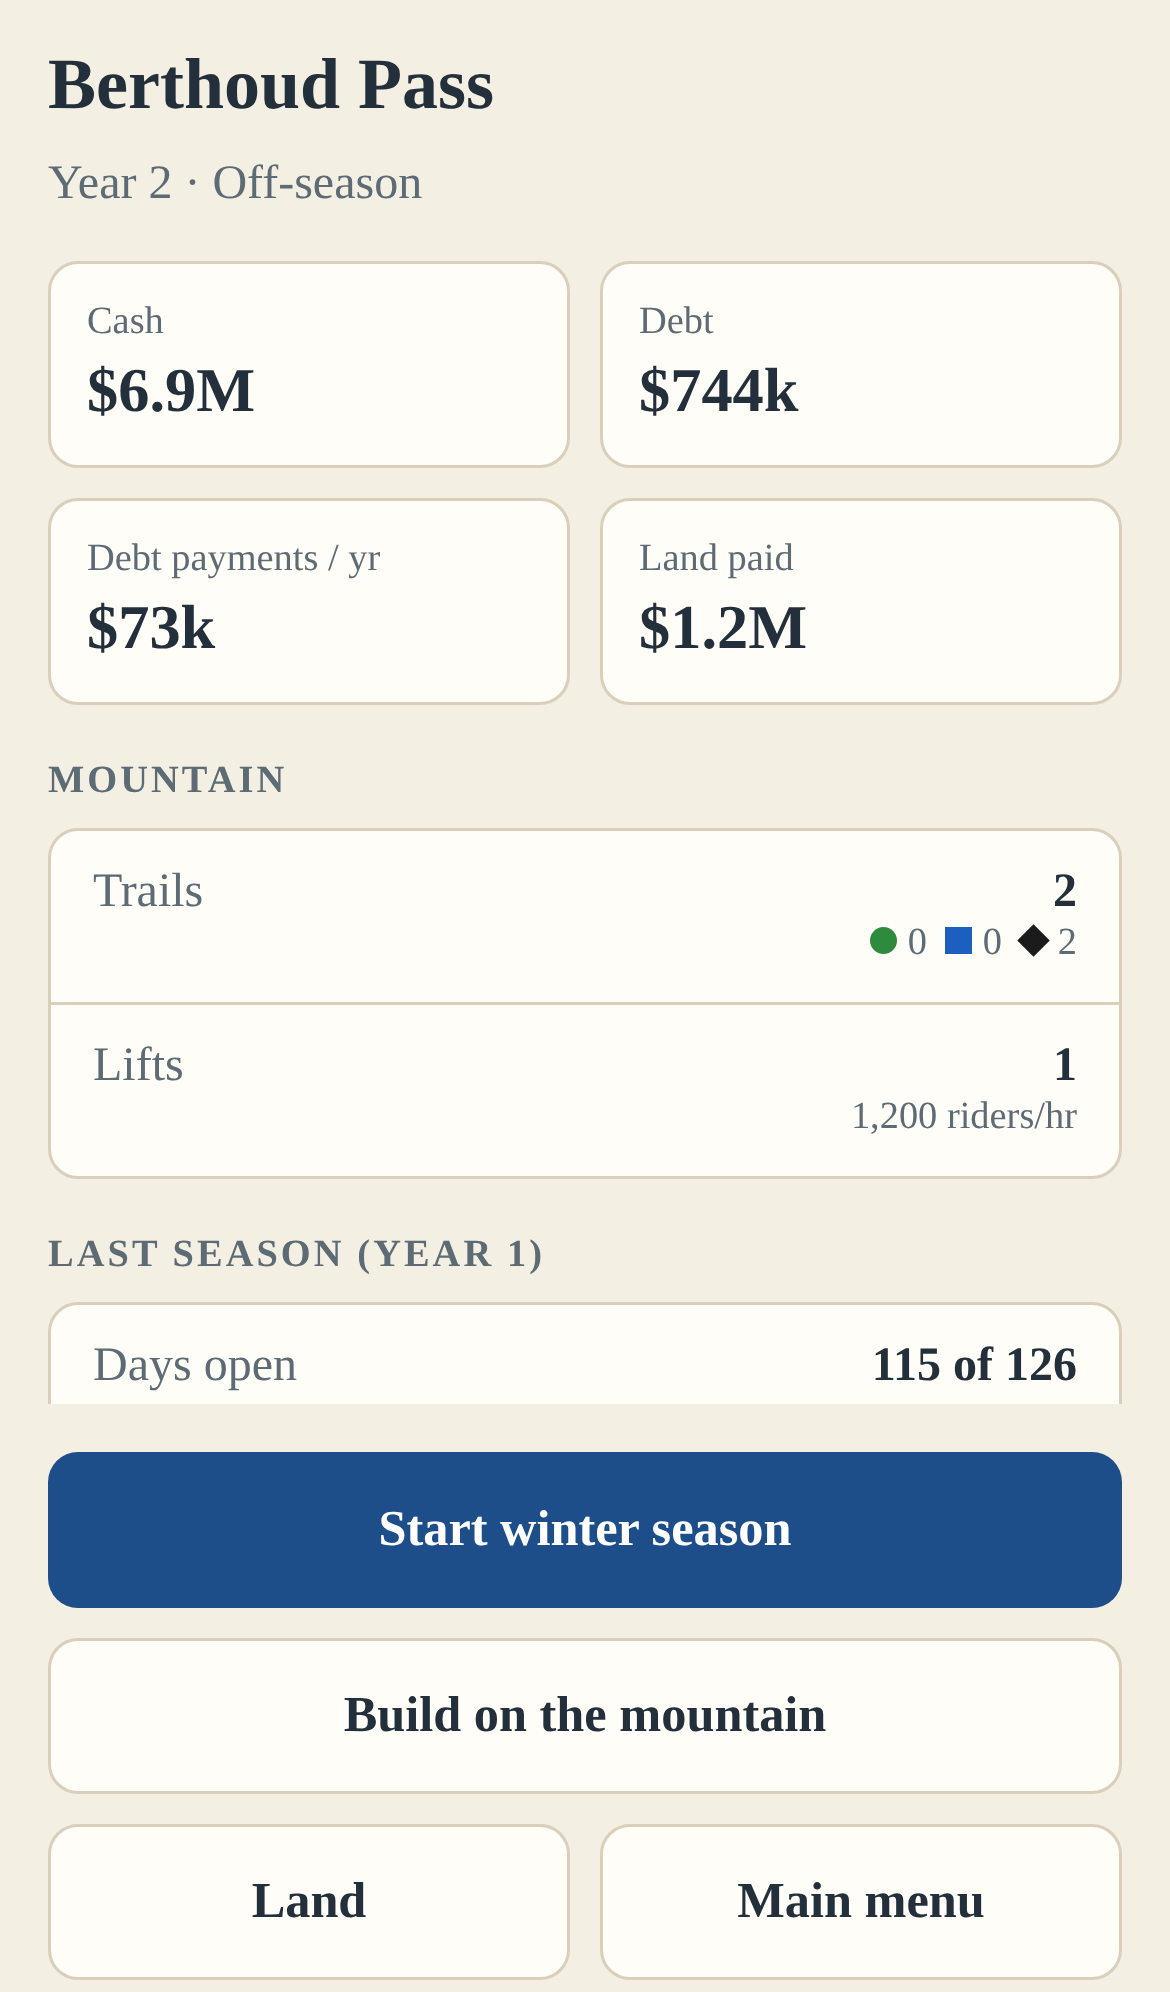 Berthoud Pass
Year 2 · Off-season
Cash
$6.9M
Debt
$744k
Debt payments / yr
$73k
Land paid
$1.2M
MOUNTAIN
Trails
2
0 0 2
Lifts
1
1,200 riders/hr
LAST SEASON (YEAR 1)
Days open
115 of 126
Start winter season
Build on the mountain
Land
Main menu